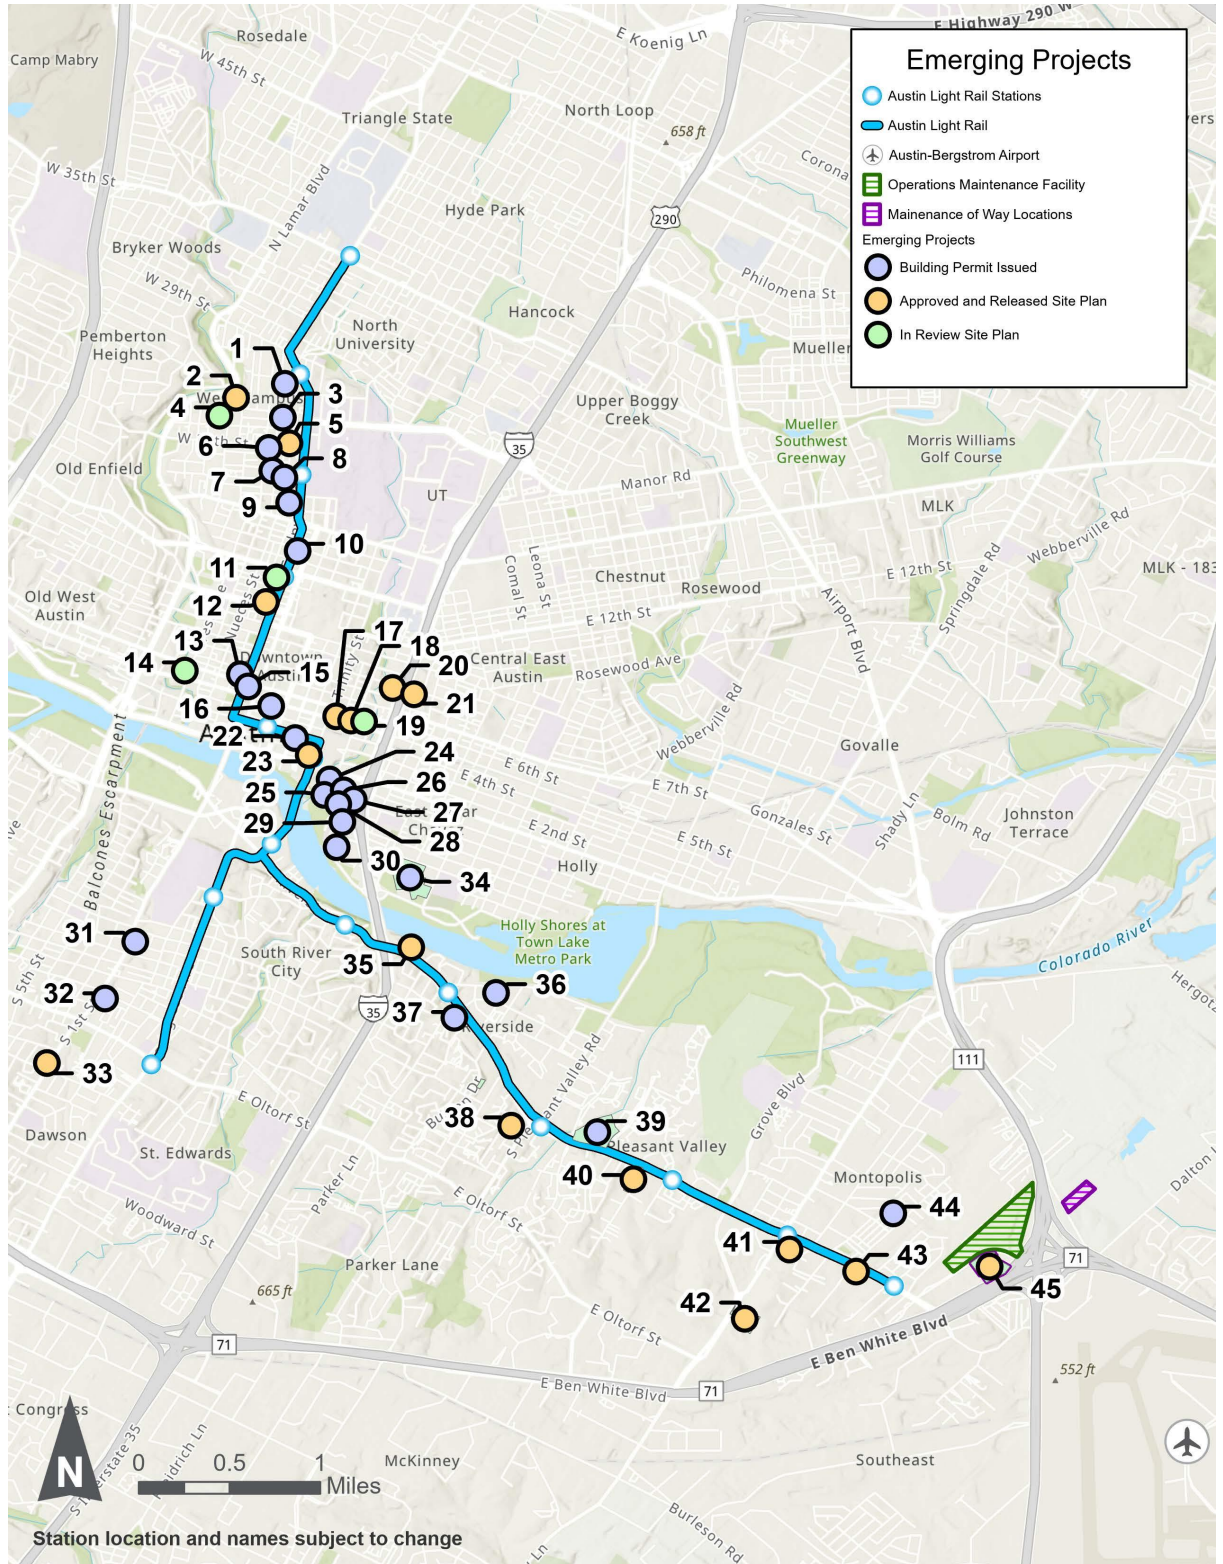 Rosedale
E Koenig Ln
E Highway 290 W
Camp Mabry
W 45th St
Triangle State
North Loop
658 ft
Emerging Projects
Austin Light Rail Stations
Austin Light Rail
Austin-Bergstrom Airport
Operations Maintenance Facility
Mainenance of Way Locations
Emerging Projects
Building Permit Issued
Approved and Released Site Plan
In Review Site Plan
W 35th St
N Lamar Blvd
Hyde Park
290
Bryker Woods
W 29th St
Philomena St
Hancock
North
University
Pemberton
Heights
Mueller
1
2
3
4
5
6
7
8
9
Upper Boggy
Creek
Mueller
Southwest
Greenway
Morris Williams
Golf Course
35
Old Enfield
UT
Manor Rd
MLK
Webberville Rd
10
11
12
Leona St
Comal St
Chestnut
Rosewood
E 12th St
E 12th St
Springdale Rd
MLK - 183
Airport Blvd
Old West
Austin
Nueces St
13
14
15
16
Downtown
Austin
Trinity St
17
18
19
20
21
Central East
Austin
Rosewood Ave
Webberville Rd
22
23
24
25
26
27
28
29
30
34
Govalle
E 6th St
E 4th St
E 7th St
E 2nd St
E 5th St
Gonzales St
Shady Ln
Bolm Rd
Johnston
Terrace
Holly
Balcones Escarpment
Holly Shores at
Town Lake
Metro Park
Colorado River
31
32
33
S 5th St
S 1st St
South River
City
35
35
36
37
Riverside
111
E Oltorf St
Dawson
St. Edwards
Woodward St
Parker Ln
38
39
40
S Pleasant Valley Rd
Pleasant Valley
Grove Blvd
Montopolis
E Oltorf St
Dalton
Parker Lane
665 ft
41
42
43
44
45
71
E Oltorf St
E Ben White Blvd
71
E Ben White Blvd
71
552 ft
N
0 0.5 1
Miles
McKinney
Southeast
Burleson Rd
Station location and names subject to change